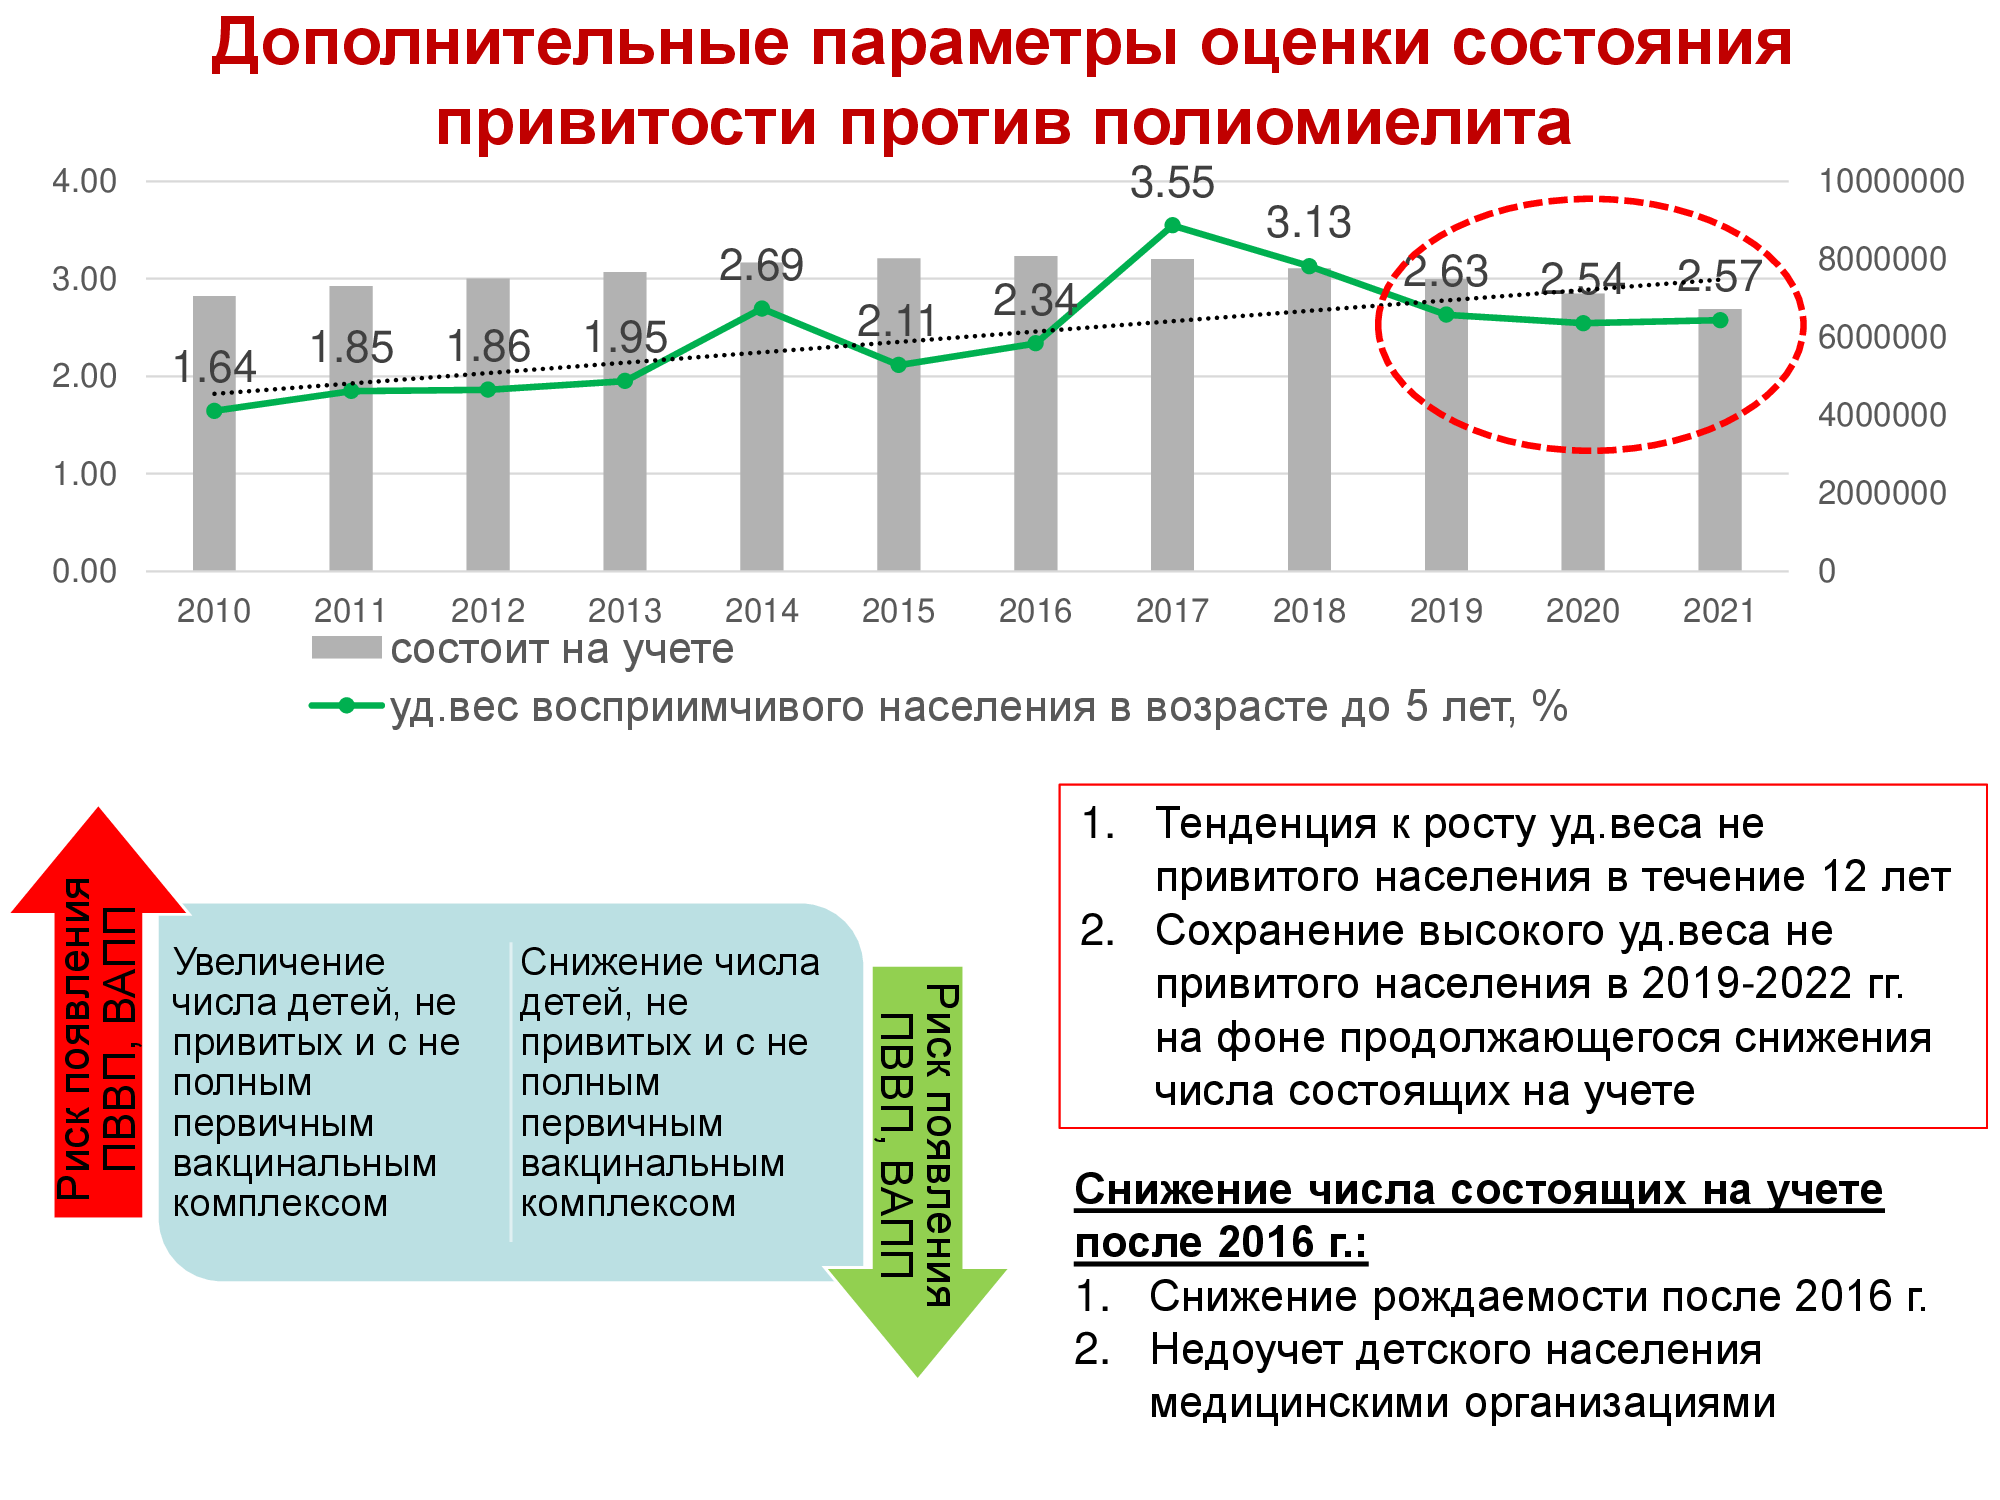 Дополнительные параметры оценки состояния
привитости против полиомиелита
4.00
3.00
2.00
1.00
0.00
10000000
8000000
6000000
4000000
2000000
0
1.64
1.85
1.86
1.95
2.69
2.11
2.34
3.55
3.13
2.63
2.54
2.57
2010 2011 2012 2013 2014 2015 2016 2017 2018 2019 2020 2021
состоит на учете
уд.вес восприимчивого населения в возрасте до 5 лет, %
Риск появления
ПВВП, ВАПП
Увеличение
числа детей, не
привитых и с не
полным
первичным
вакцинальным
комплексом
Снижение числа
детей, не
привитых и с не
полным
первичным
вакцинальным
комплексом
Риск появления
ПВВП, ВАПП
1. Тенденция к росту уд.веса не
привитого населения в течение 12 лет
2. Сохранение высокого уд.веса не
привитого населения в 2019-2022 гг.
на фоне продолжающегося снижения
числа состоящих на учете
Снижение числа состоящих на учете
после 2016 г.:
1. Снижение рождаемости после 2016 г.
2. Недоучет детского населения
медицинскими организациями